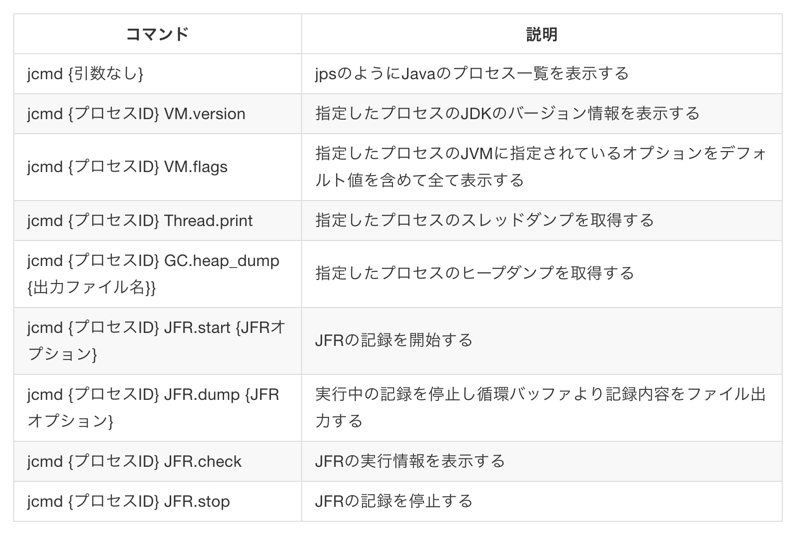 コマンド 説明
jcmd {引数なし} jpsのようにJavaのプロセス一覧を表示する
jcmd {プロセスID} VM.version 指定したプロセスのJDKのバージョン情報を表示する
jcmd {プロセスID} VM.flags
指定したプロセスのJVMに指定されているオプションをデフォ
ルト値を含めて全て表示する
jcmd {プロセスID} Thread.print 指定したプロセスのスレッドダンプを取得する
jcmd {プロセスID} GC.heap_dump
{出力ファイル名}}
指定したプロセスのヒープダンプを取得する
jcmd {プロセスID} JFR.start {JFRオ
プション}
JFRの記録を開始する
jcmd {プロセスID} JFR.dump {JFR
オプション}
実行中の記録を停止し循環バッファより記録内容をファイル出
力する
jcmd {プロセスID} JFR.check JFRの実行情報を表示する
jcmd {プロセスID} JFR.stop JFRの記録を停止する